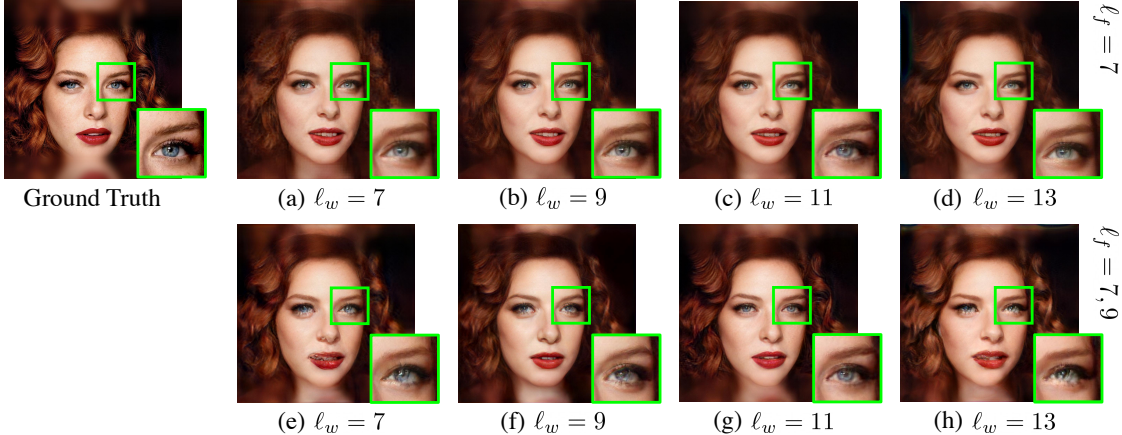 ℓ_f = 7
Ground Truth
(a) ℓ_w = 7
(b) ℓ_w = 9
(c) ℓ_w = 11
(d) ℓ_w = 13
ℓ_f = 7,9
(e) ℓ_w = 7
(f) ℓ_w = 9
(g) ℓ_w = 11
(h) ℓ_w = 13